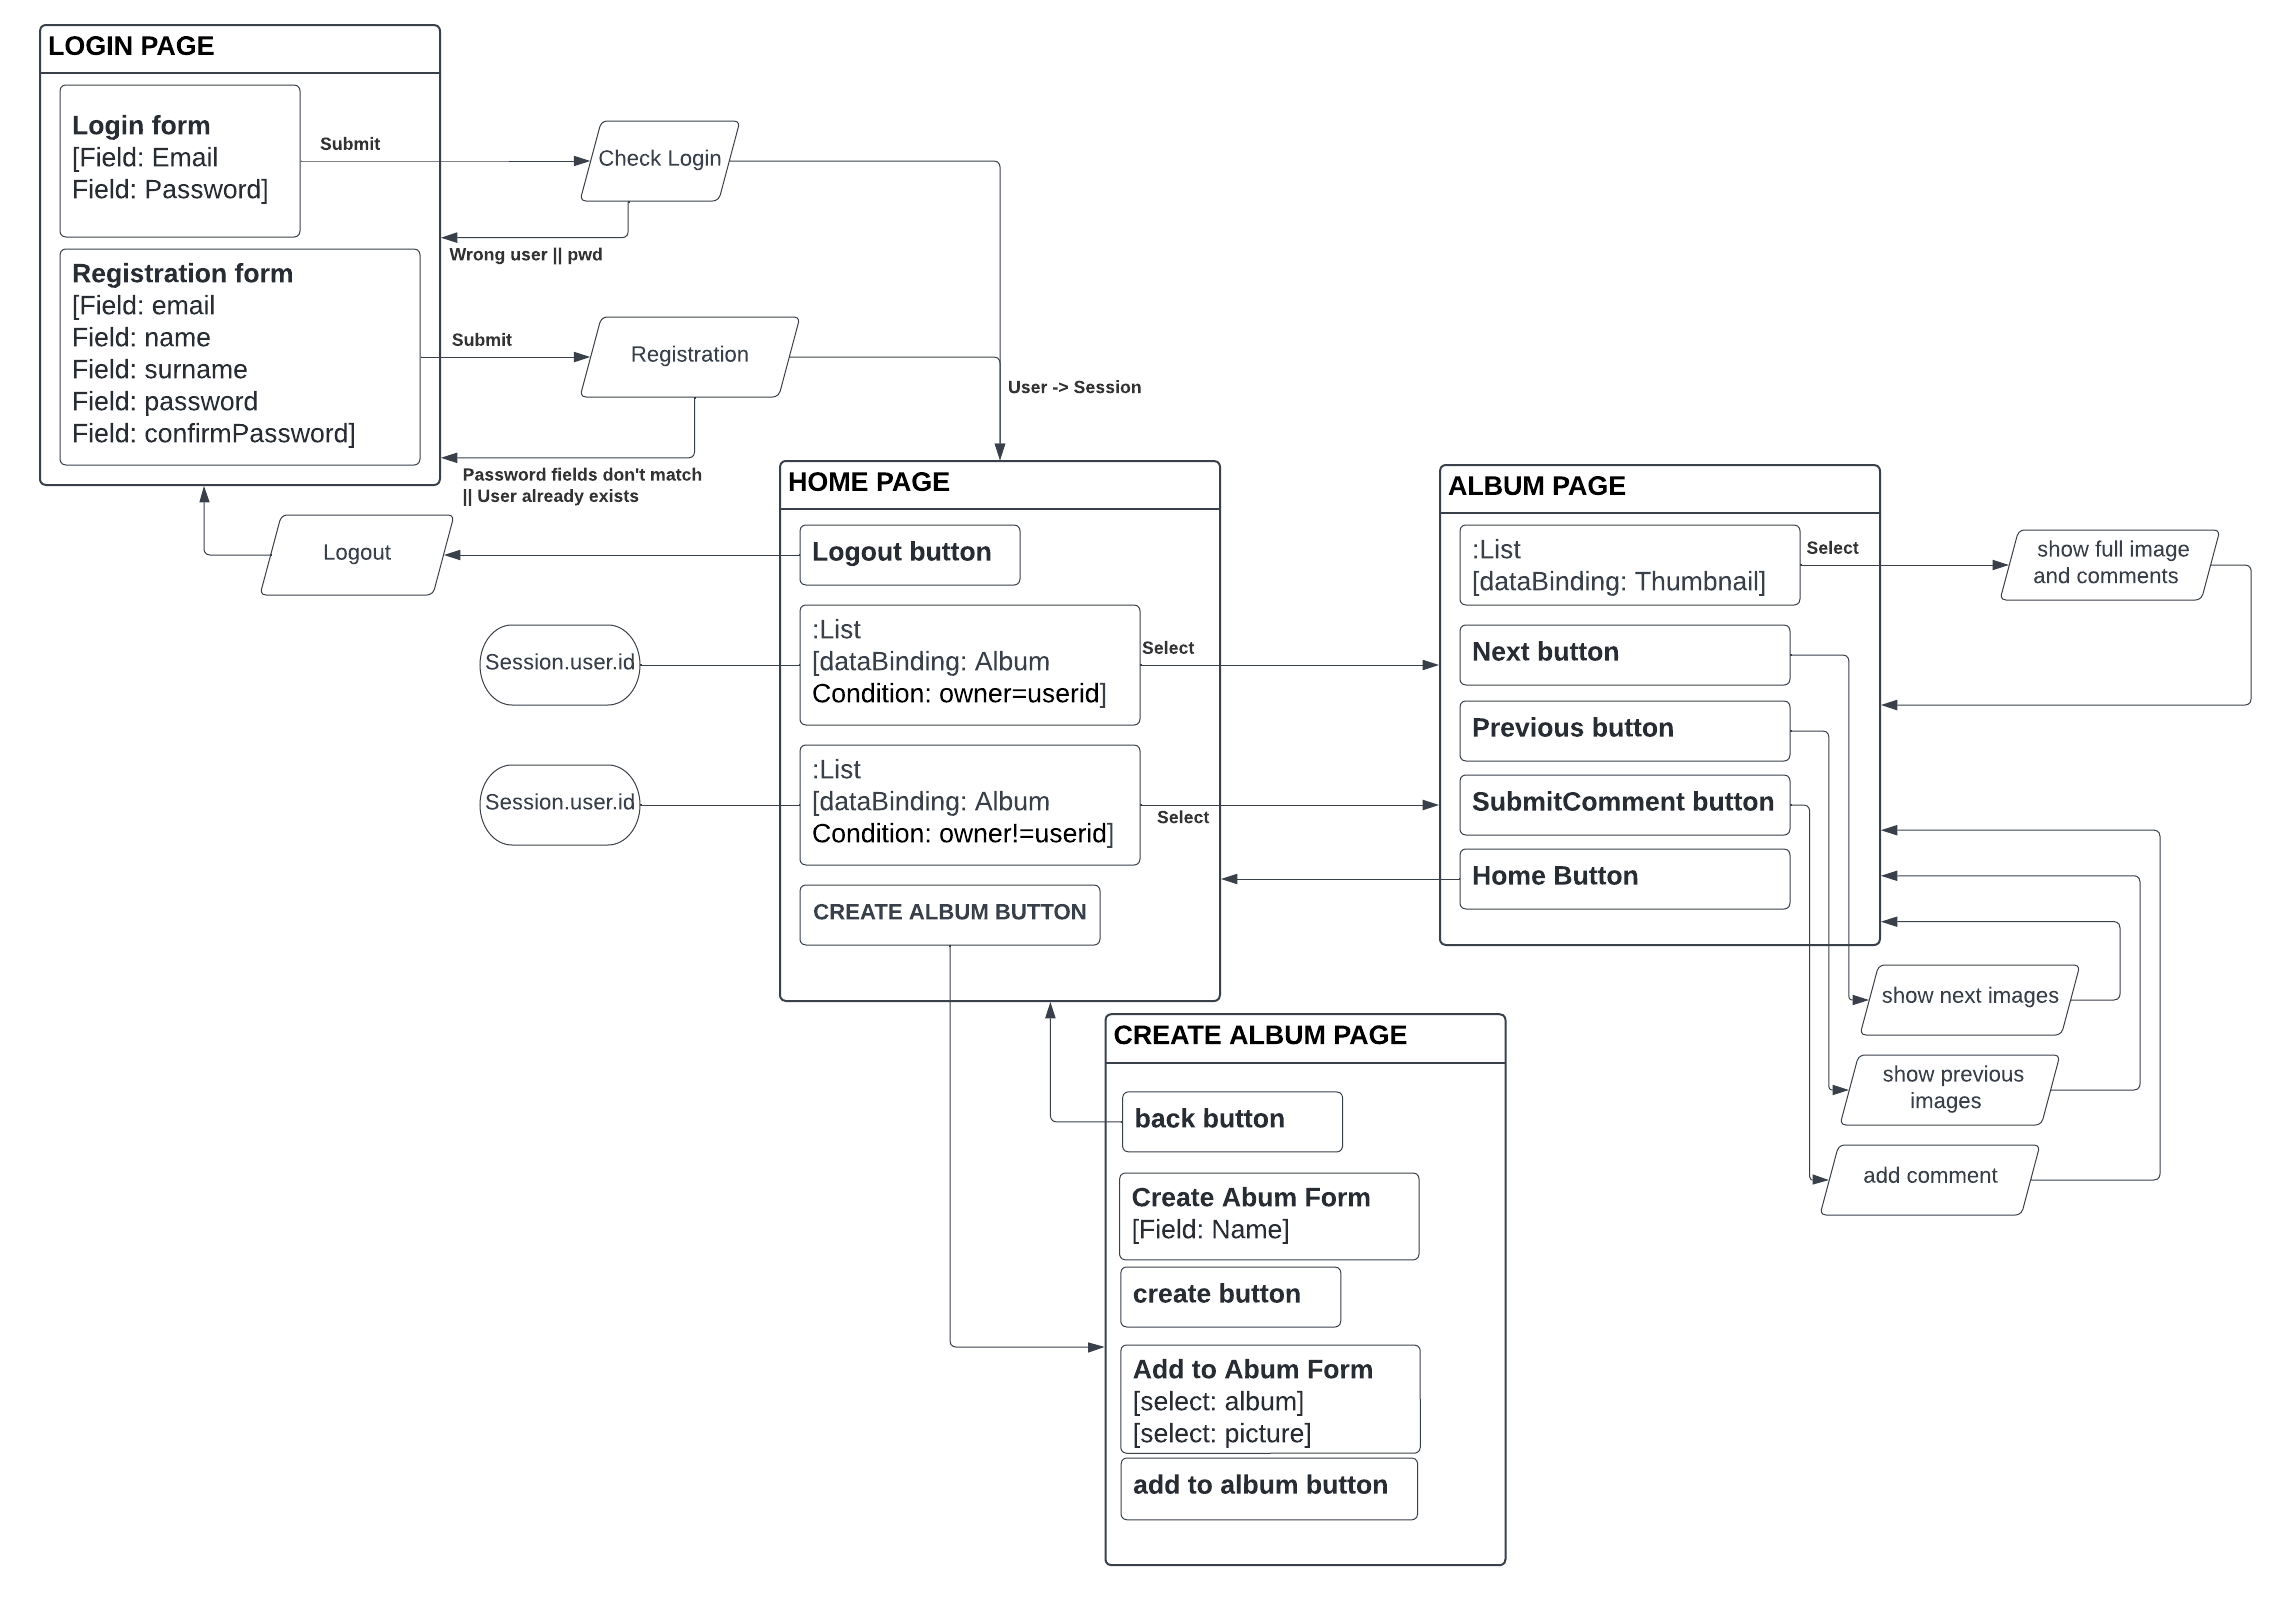 LOGIN PAGE
Login form
[Field: Email
Field: Password]
Submit
Check Login
Wrong user || pwd
Registration form
[Field: email
Field: name
Field: surname
Field: password
Field: confirmPassword]
Submit
Registration
User -> Session
Password fields don't match
|| User already exists
Logout
HOME PAGE
Logout button
Session.user.id
:List
[dataBinding: Album
Condition: owner=userid]
Select
Session.user.id
:List
[dataBinding: Album
Condition: owner!=userid]
Select
CREATE ALBUM BUTTON
ALBUM PAGE
:List
[dataBinding: Thumbnail]
Select
show full image
and comments
Next button
Previous button
SubmitComment button
Home Button
show next images
show previous
images
add comment
CREATE ALBUM PAGE
back button
Create Abum Form
[Field: Name]
create button
Add to Abum Form
[select: album]
[select: picture]
add to album button